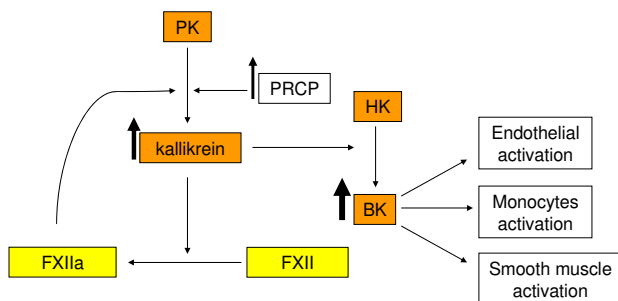 PK
PRCP
HK
kallikrein
Endothelial
activation
BK
Monocytes
activation
FXIIa
FXII
Smooth muscle
activation